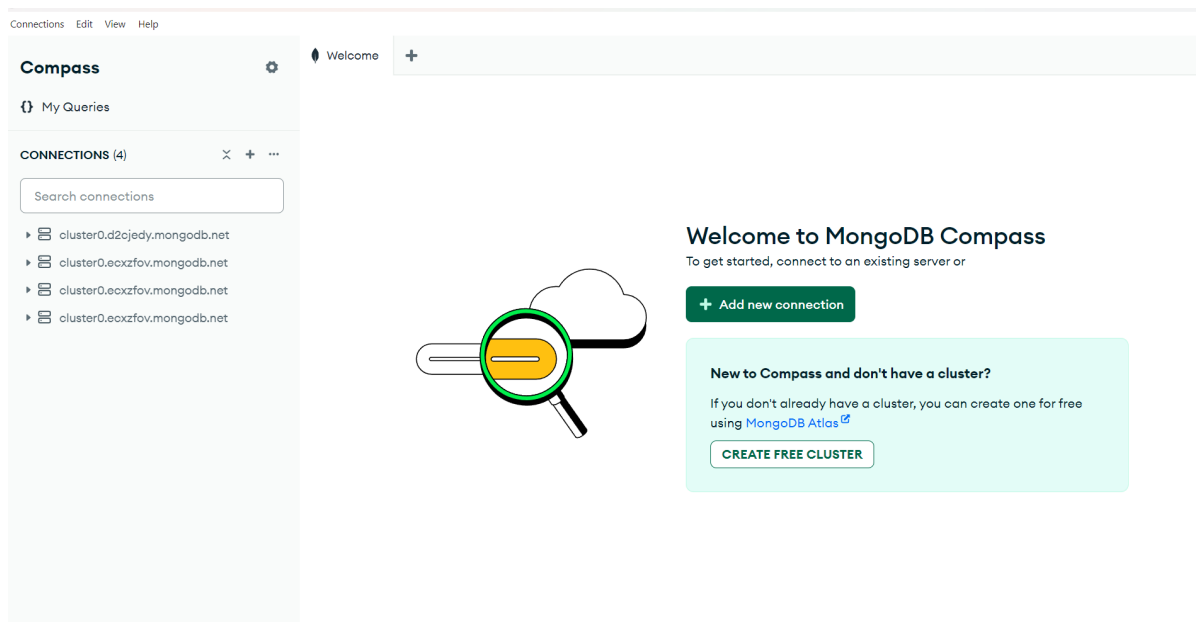 Connections Edit View Help
Compass
{} My Queries
CONNECTIONS (4)
Search connections
cluster0.d2cjedy.mongodb.net
cluster0.ecxzfov.mongodb.net
cluster0.ecxzfov.mongodb.net
cluster0.ecxzfov.mongodb.net
Welcome
Welcome to MongoDB Compass
To get started, connect to an existing server or
Add new connection
New to Compass and don't have a cluster?
If you don't already have a cluster, you can create one for free
using MongoDB Atlas
CREATE FREE CLUSTER